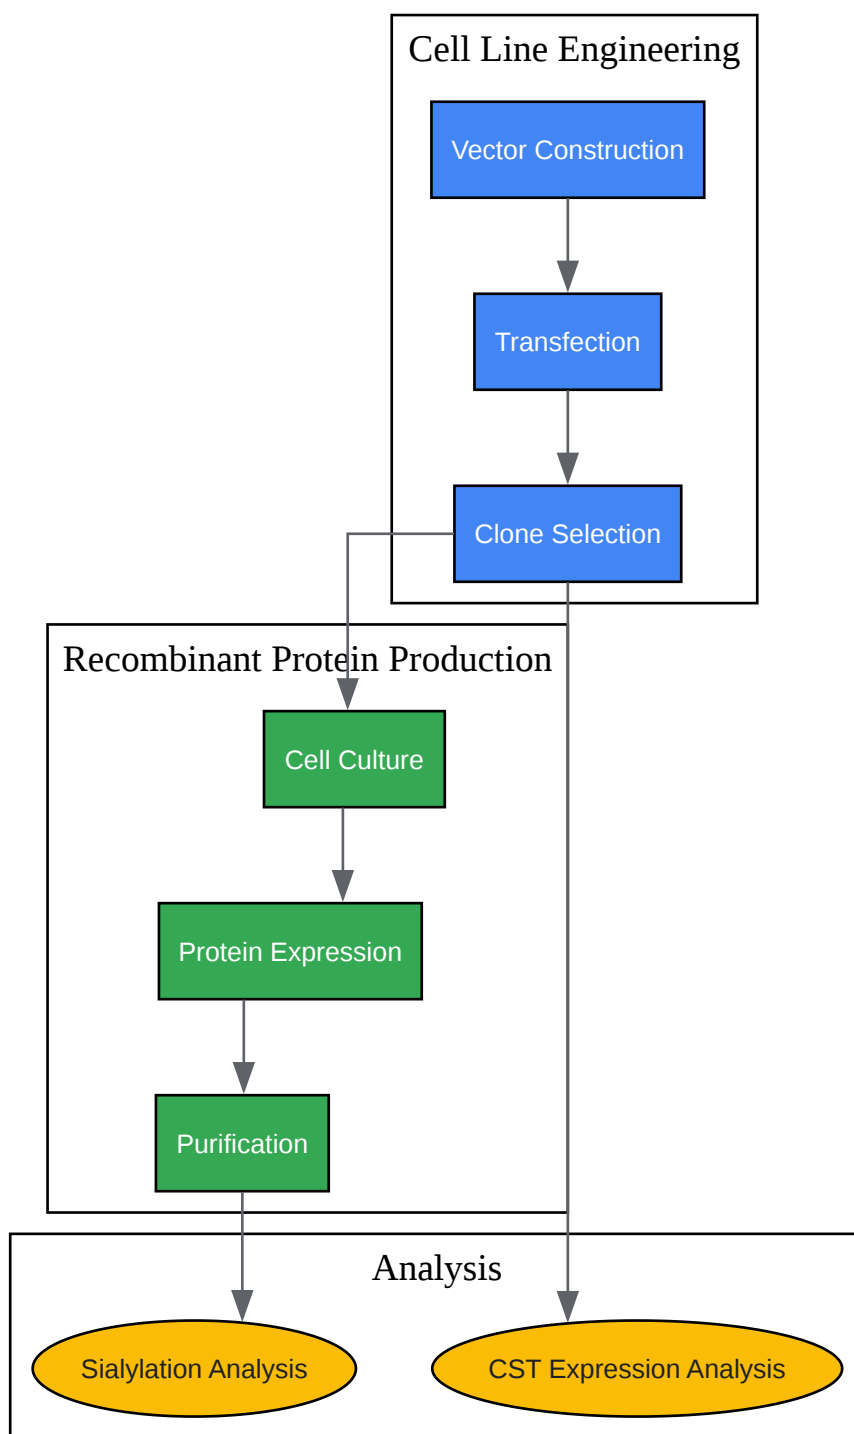 Cell Line Engineering
Vector Construction
Transfection
Clone Selection
Recombinant Protein Production
Cell Culture
Protein Expression
Purification
Analysis
Sialylation Analysis
CST Expression Analysis